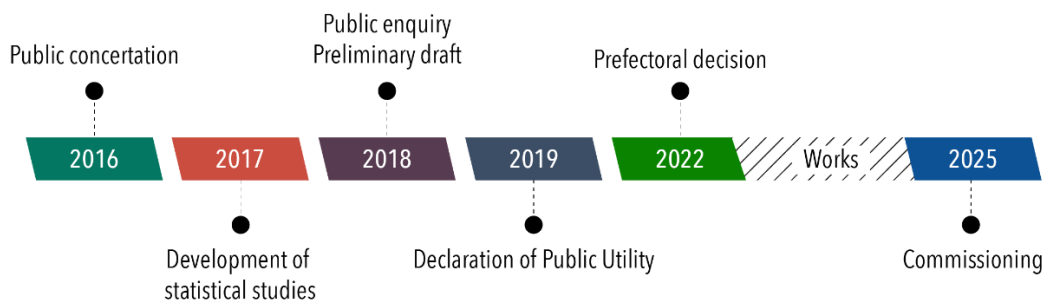 Public concertation
Public enquiry
Preliminary draft
Prefectoral decision
2016
2017
2018
2019
2022
Works
2025
Development of
statistical studies
Declaration of Public Utility
Commissioning